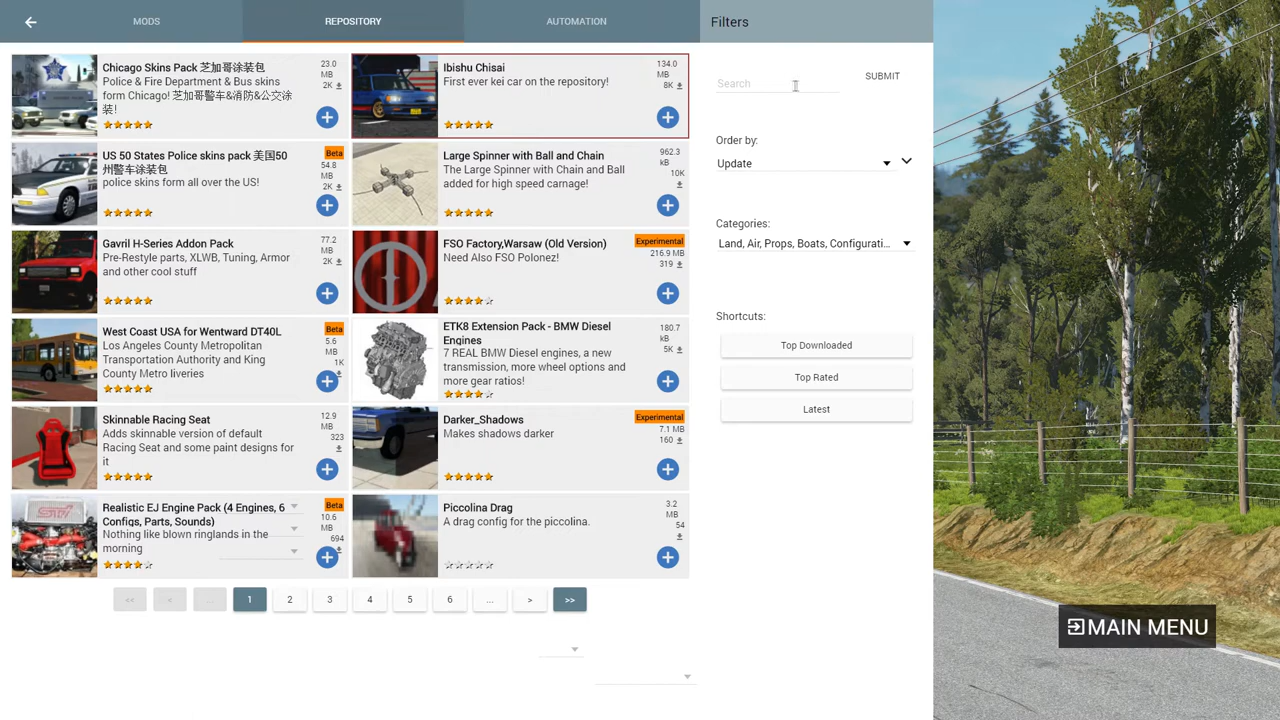 MODS
REPOSITORY
AUTOMATION
Filters
Chicago Skins Pack 芝加哥涂装包
Police & Fire Department & Bus skins
form Chicago! 芝加哥警车&消防&公交涂
装!
23.0
MB
2K
Ibishu Chisai
First ever kei car on the repository!
134.0
MB
8K
US 50 States Police skins pack 美国50
州警车涂装包
police skins form all over the US!
Beta
54.8
MB
2K
Large Spinner with Ball and Chain
The Large Spinner with Chain and Ball
added for high speed carnage!
962.3
kB
10K
Gavril H-Series Addon Pack
Pre-Restyle parts, XLWB, Tuning, Armor
and other cool stuff
77.2
MB
2K
FSO Factory,Warsaw (Old Version)
Need Also FSO Polonez!
Experimental
216.9 MB
319
West Coast USA for Wentward DT40L
Los Angeles County Metropolitan
Transportation Authority and King
County Metro liveries
Beta
5.6
MB
1K
ETK8 Extension Pack - BMW Diesel
Engines
7 REAL BMW Diesel engines, a new
transmission, more wheel options and
more gear ratios!
180.7
kB
5K
Skinnable Racing Seat
Adds skinnable version of default
Racing Seat and some paint designs for
it
12.9
MB
323
Darker_Shadows
Makes shadows darker
Experimental
7.1 MB
160
Realistic EJ Engine Pack (4 Engines, 6
Configs, Parts, Sounds)
Nothing like blown ringlands in the
morning
Beta
10.6
MB
694
Piccolina Drag
A drag config for the piccolina.
3.2
MB
54
<< < ... 1 2 3 4 5 6 ... > >>
Search
SUBMIT
Order by:
Update
Categories:
Land, Air, Props, Boats, Configurati...
Shortcuts:
Top Downloaded
Top Rated
Latest
MAIN MENU